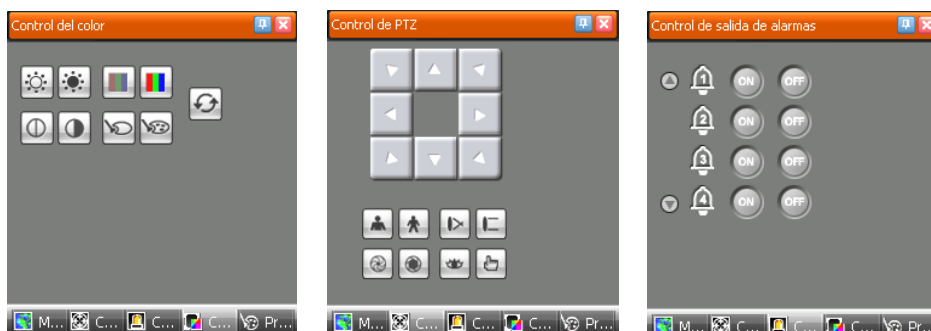 Control del color
M... C... C... C... Pr...
Control de PTZ
M... C... C... C... Pr...
Control de salida de alarmas
1 ON OFF
2 ON OFF
3 ON OFF
4 ON OFF
M... C... C... C... Pr...